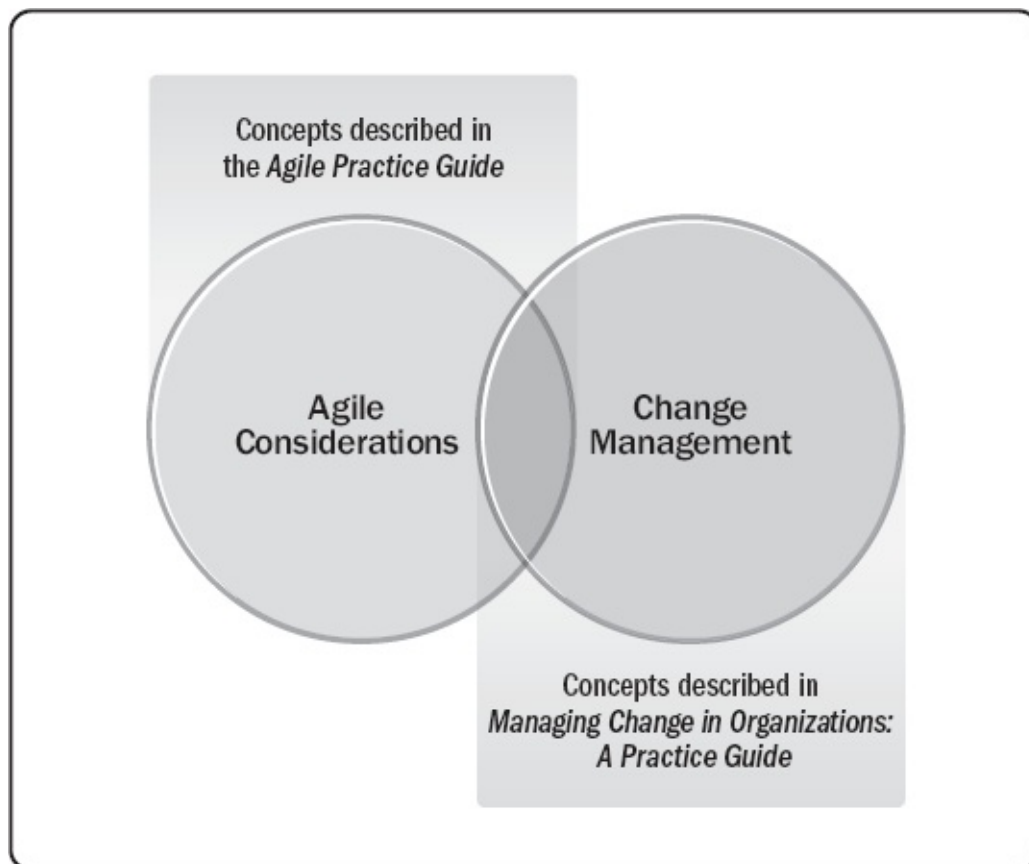 Concepts described in
the Agile Practice Guide
Agile
Considerations
Change
Management
Concepts described in
Managing Change in Organizations:
A Practice Guide